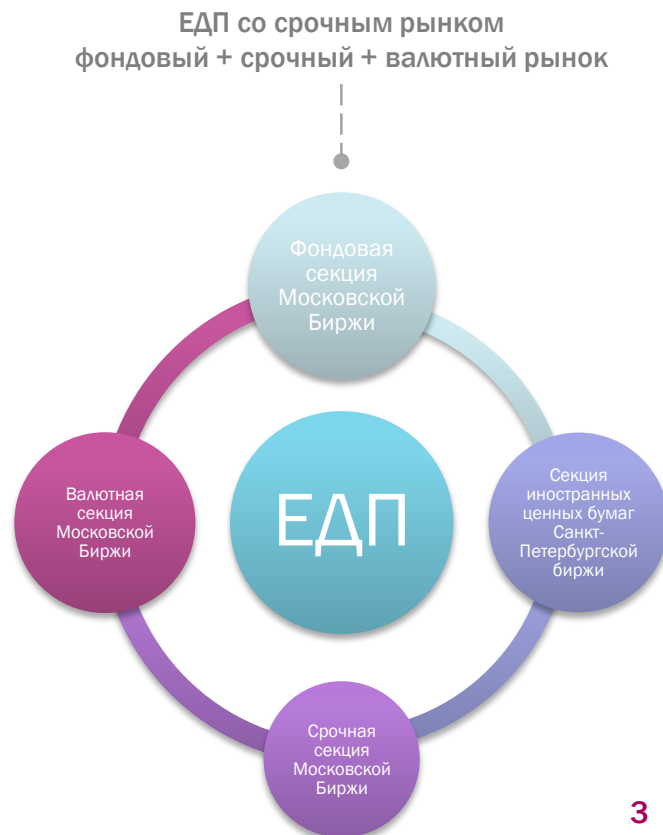 ЕДП со срочным рынком
фондовый + срочный + валютный рынок
Фондовая
секция
Московской
Биржи
Валютная
секция
Московской
Биржи
ЕДП
Секция
иностранных
ценных бумаг
Санкт-
Петербургской
биржи
Срочная
секция
Московской
Биржи
3